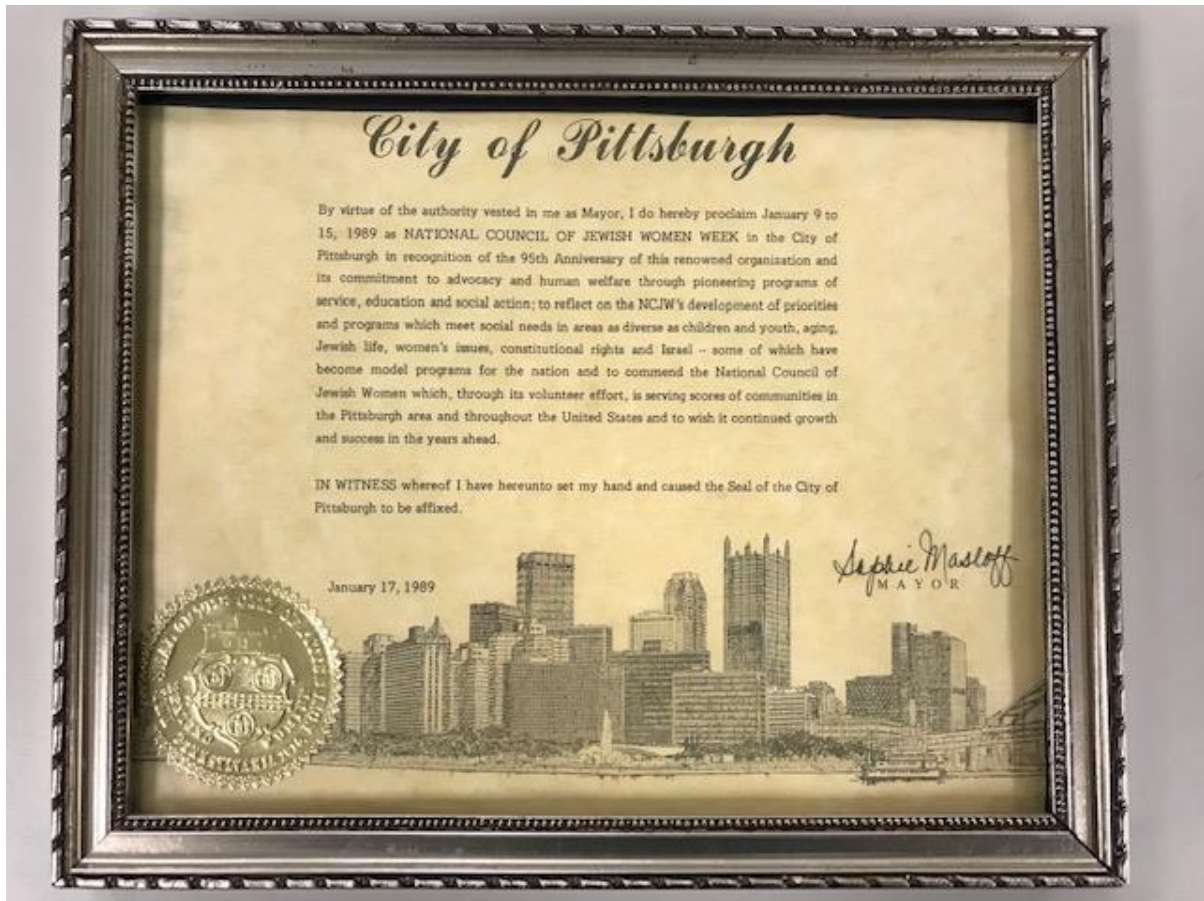 City of Pittsburgh
By virtue of the authority vested in me as Mayor, I do hereby proclaim January 9 to
15, 1989 as NATIONAL COUNCIL OF JEWISH WOMEN WEEK in the City of
Pittsburgh in recognition of the 95th Anniversary of this renowned organization and
its commitment to advocacy and human welfare through pioneering programs of
service, education and social action; to reflect on the NCJW's development of priorities
and programs which meet social needs in areas as diverse as children and youth, aging,
Jewish life, women's issues, constitutional rights and Israel -- some of which have
become model programs for the nation and to commend the National Council of
Jewish Women which, through its volunteer effort, is serving scores of communities in
the Pittsburgh area and throughout the United States and to wish it continued growth
and success in the years ahead.
IN WITNESS whereof I have hereunto set my hand and caused the Seal of the City of
Pittsburgh to be affixed.
Sophie Masloff
MAYOR
January 17, 1989